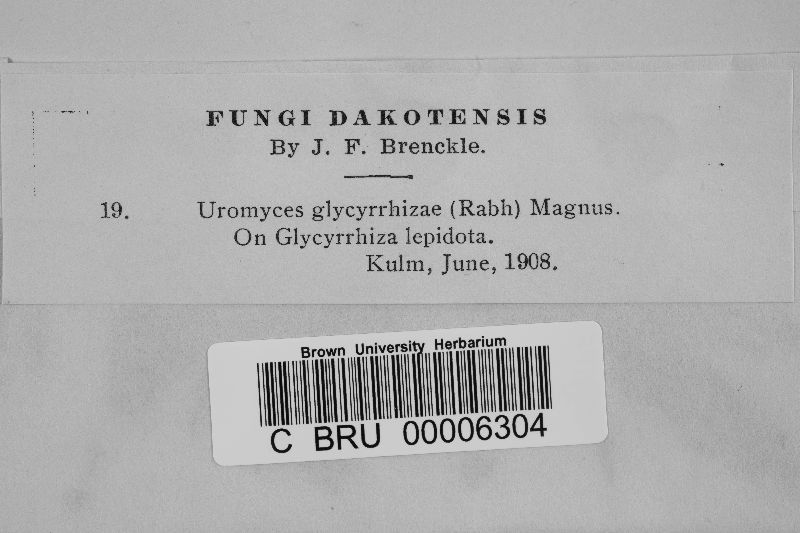 FUNGI DAKOTENSIS
By J. F. Brenckle.
19. Uromyces glycyrrhizae (Rabh) Magnus.
On Glycyrrhiza lepidota.
Kulm, June, 1908.
Brown University Herbarium
C BRU 00006304